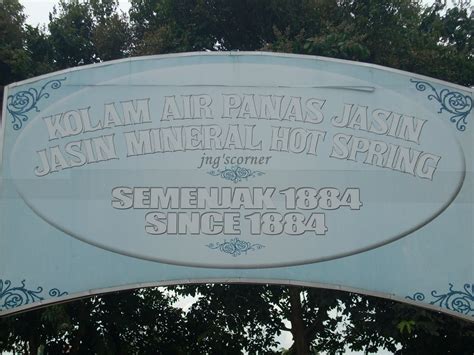 KOLAM AIR PANAS JASIN
JASIN MINERAL HOT SPRING
jng'scorner
SEMENJAK 1884
SINCE 1884